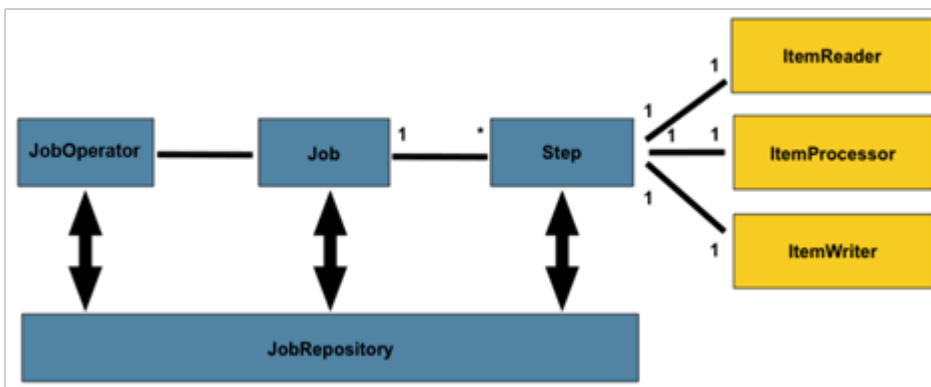 ItemReader
1
1
JobOperator
Job
1
*
Step
1
1
ItemProcessor
1
1
ItemWriter
JobRepository